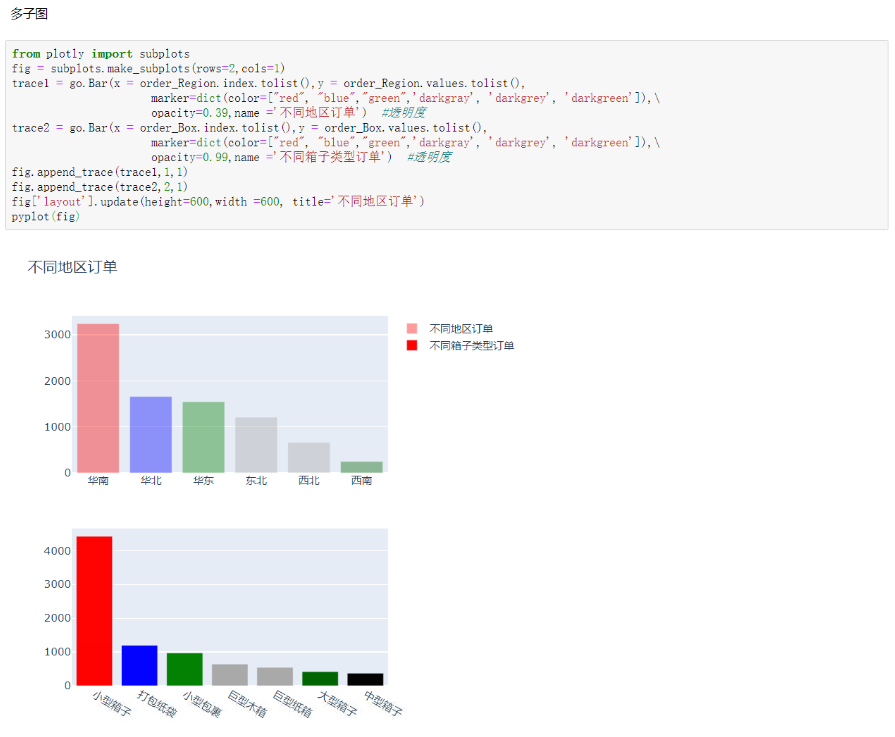 多子图
from plotly import subplots
fig = subplots.make_subplots(rows=2,cols=1)
trace1 = go.Bar(x = order_Region.index.tolist(),y = order_Region.values.tolist(),
marker=dict(color=["red", "blue","green",'darkgray', 'darkgrey', 'darkgreen']),\
opacity=0.39,name ='不同地区订单') #透明度
trace2 = go.Bar(x = order_Box.index.tolist(),y = order_Box.values.tolist(),
marker=dict(color=["red", "blue","green",'darkgray', 'darkgrey', 'darkgreen']),\
opacity=0.99,name ='不同箱子类型订单') #透明度
fig.append_trace(trace1,1,1)
fig.append_trace(trace2,2,1)
fig['layout'].update(height=600,width =600, title='不同地区订单')
pyplot(fig)
不同地区订单
3000
2000
1000
0
华南 华北 华东 东北 西北 西南
不同地区订单
不同箱子类型订单
4000
3000
2000
1000
0
小型箱子 打包纸袋 小型包裹 巨型木箱 巨型纸箱 大型箱子 中型箱子